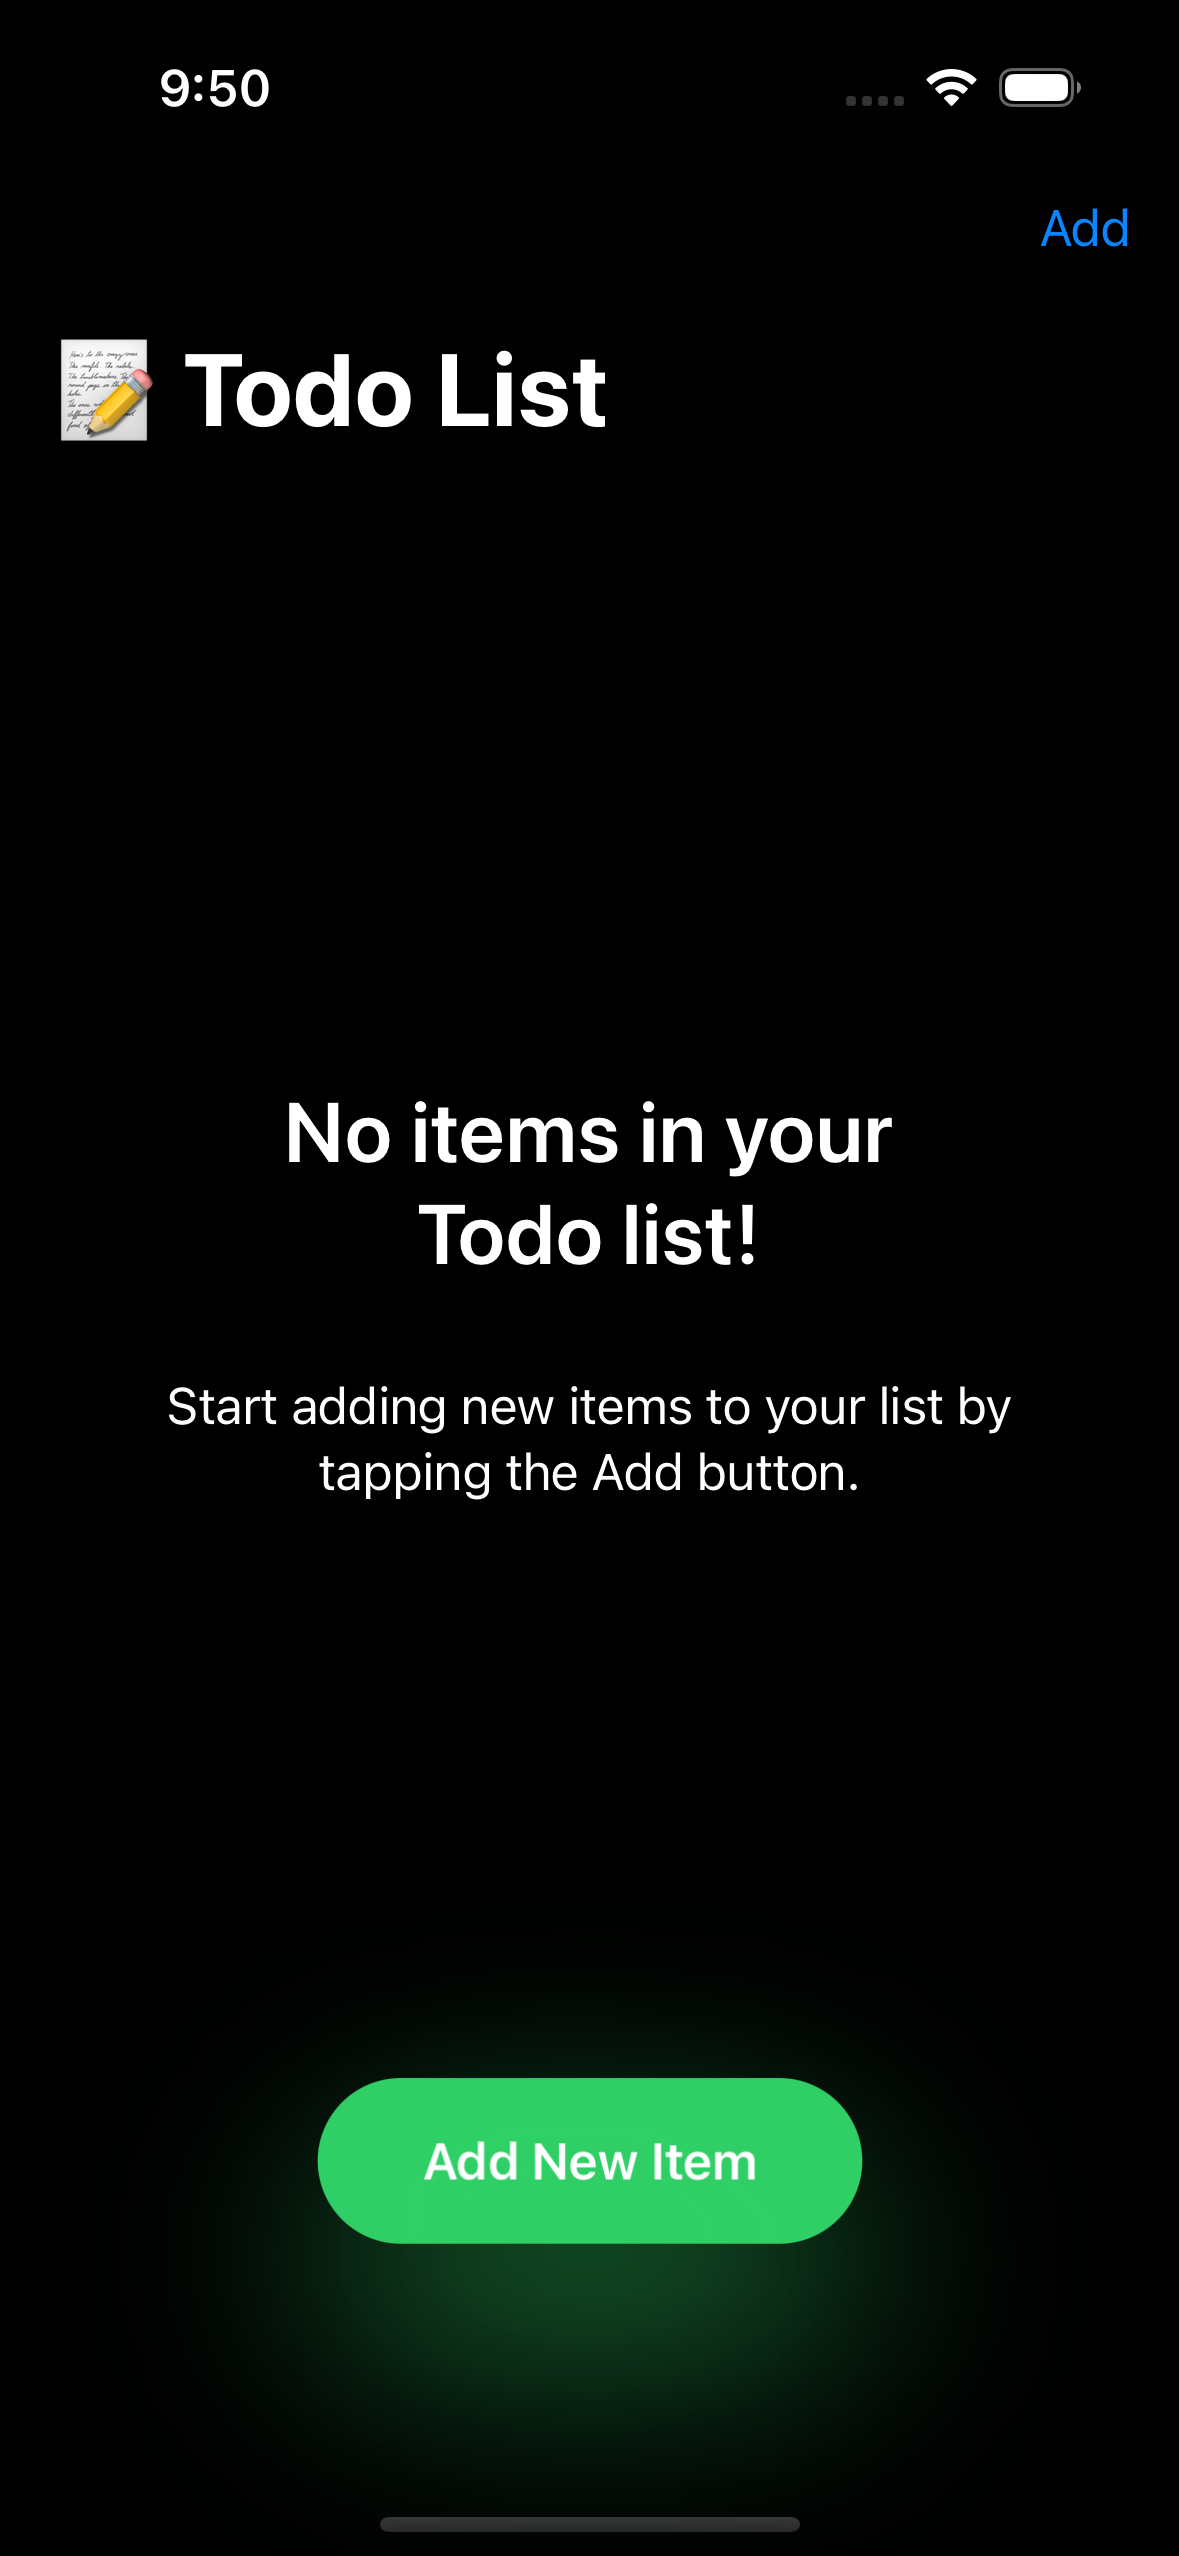 9:50
Add
📝 Todo List
No items in your
Todo list!
Start adding new items to your list by
tapping the Add button.
Add New Item